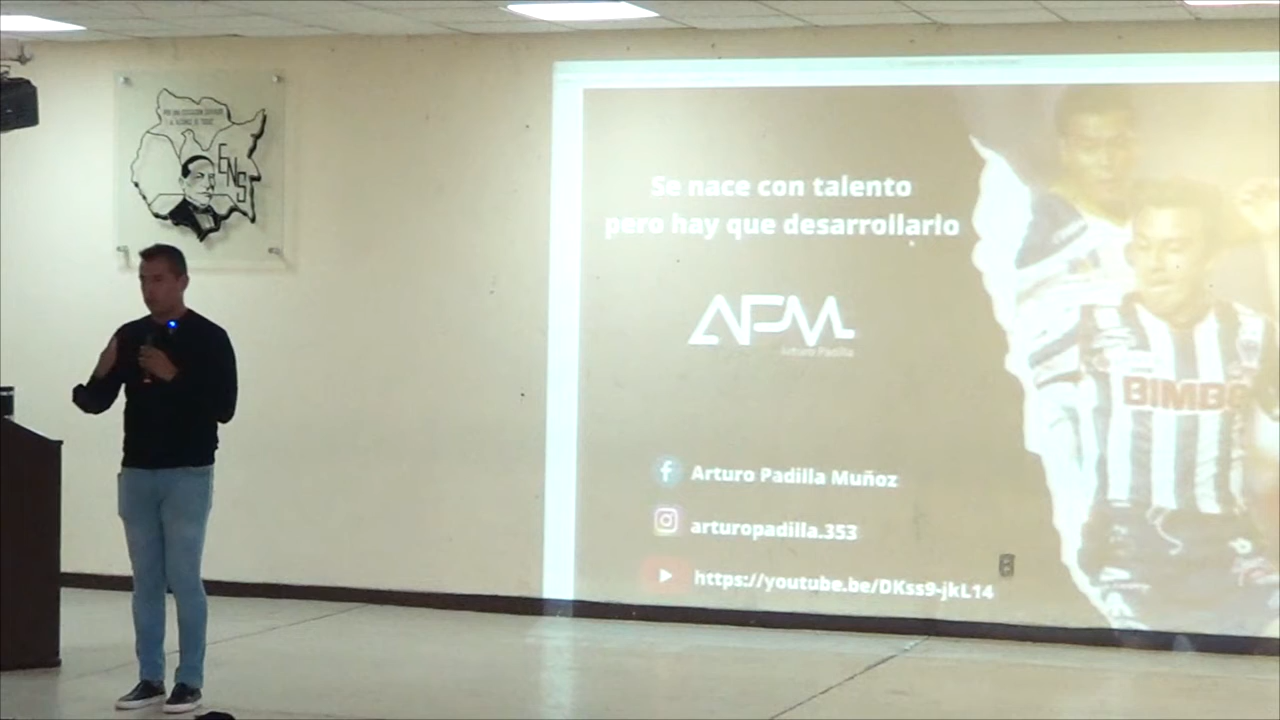 ENS
Se nace con talento
pero hay que desarrollarlo
APM
Arturo Padilla
BIMBO
Arturo Padilla Muñoz
arturopadilla.353
https://youtube.be/DKss9-jkL14